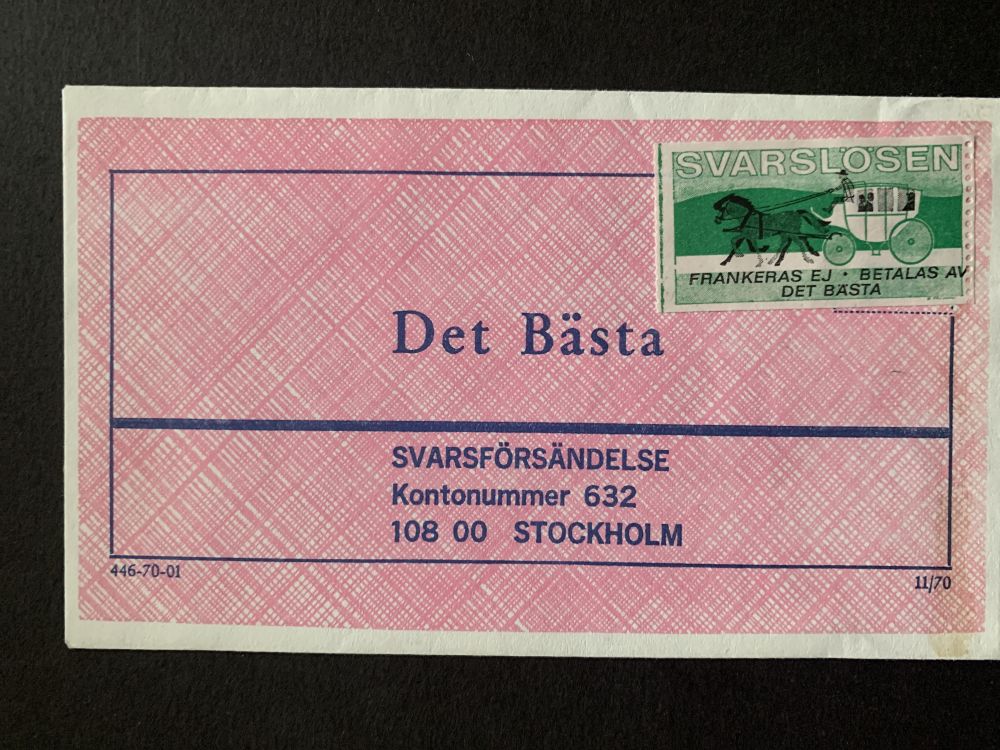 SVARSLÖSEN
FRANKERAS EJ · BETALAS AV
DET BÄSTA
Det Bästa
SVARSFÖRSÄNDELSE
Kontonummer 632
108 00 STOCKHOLM
446-70-01
11/70